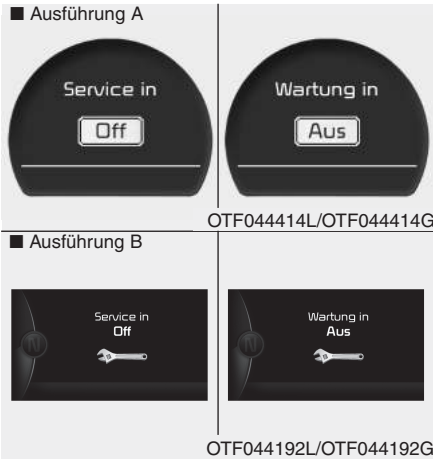 ■ Ausführung A
Service in
Off
Wartung in
Aus
OTF044414L/OTF044414G
■ Ausführung B
Service in
Off
Wartung in
Aus
OTF044192L/OTF044192G